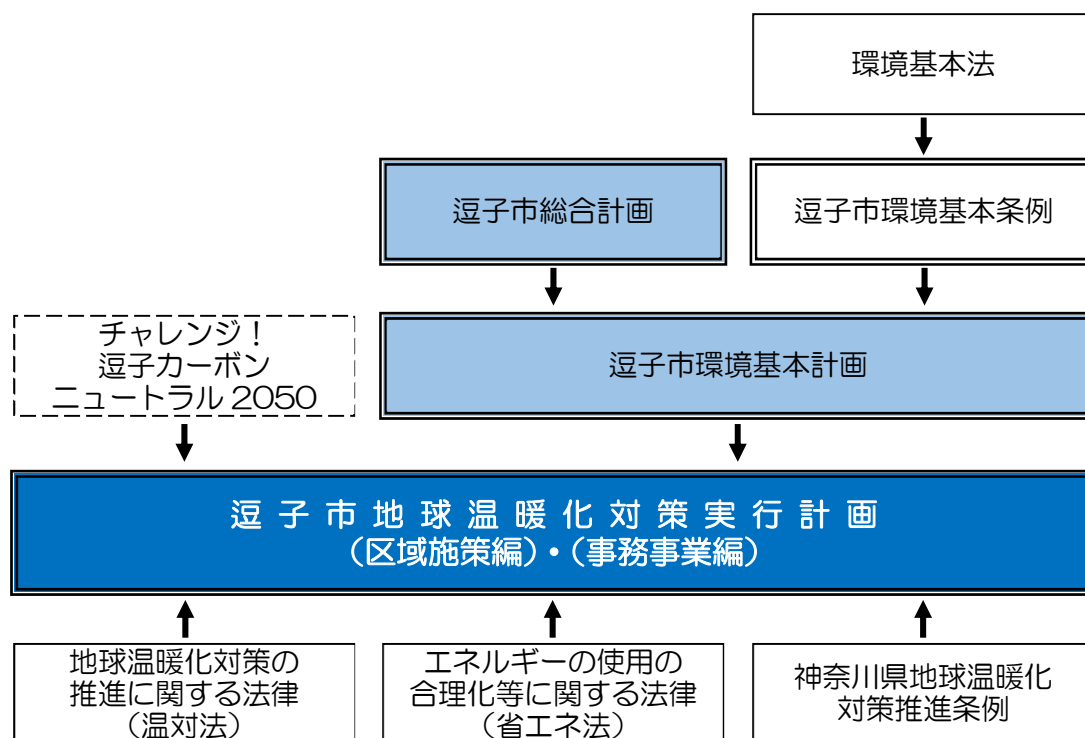 環境基本法
逗子市総合計画
逗子市環境基本条例
チャレンジ！
逗子カーボン
ニュートラル 2050
逗子市環境基本計画
逗子市地球温暖化対策実行計画
（区域施策編）・（事務事業編）
地球温暖化対策の
推進に関する法律
（温対法）
エネルギーの使用の
合理化等に関する法律
（省エネ法）
神奈川県地球温暖化
対策推進条例